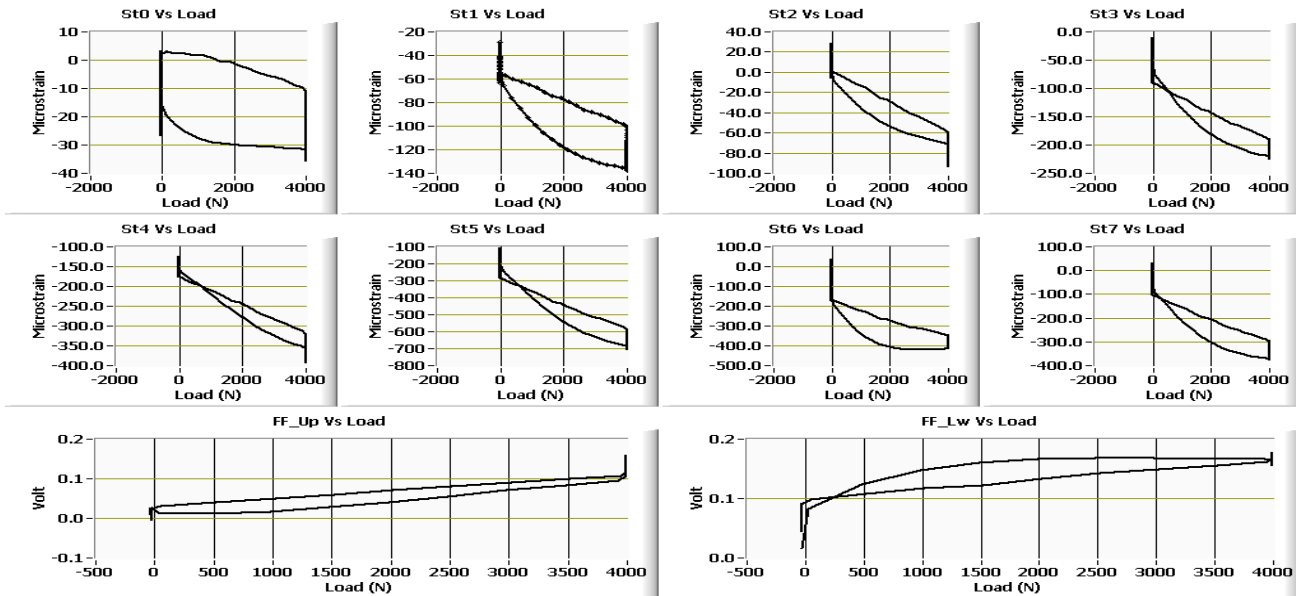 St0 Vs Load
10
0
-10
-20
-30
-40
Microstrain
-2000 0 2000 4000
Load (N)
St1 Vs Load
-20
-40
-60
-80
-100
-120
-140
Microstrain
-2000 0 2000 4000
Load (N)
St2 Vs Load
40.0
20.0
0.0
-20.0
-40.0
-60.0
-80.0
-100.0
Microstrain
-2000 0 2000 4000
Load (N)
St3 Vs Load
0.0
-50.0
-100.0
-150.0
-200.0
-250.0
Microstrain
-2000 0 2000 4000
Load (N)
St4 Vs Load
-100.0
-150.0
-200.0
-250.0
-300.0
-350.0
-400.0
Microstrain
-2000 0 2000 4000
Load (N)
St5 Vs Load
-100
-200
-300
-400
-500
-600
-700
-800
Microstrain
-2000 0 2000 4000
Load (N)
St6 Vs Load
100.0
0.0
-100.0
-200.0
-300.0
-400.0
-500.0
Microstrain
-2000 0 2000 4000
Load (N)
St7 Vs Load
100.0
0.0
-100.0
-200.0
-300.0
-400.0
Microstrain
-2000 0 2000 4000
Load (N)
FF_Up Vs Load
0.2
0.1
0.0
-0.1
Volt
-500 0 500 1000 1500 2000 2500 3000 3500 4000
Load (N)
FF_Lw Vs Load
0.2
0.1
0.0
Volt
-500 0 500 1000 1500 2000 2500 3000 3500 4000
Load (N)